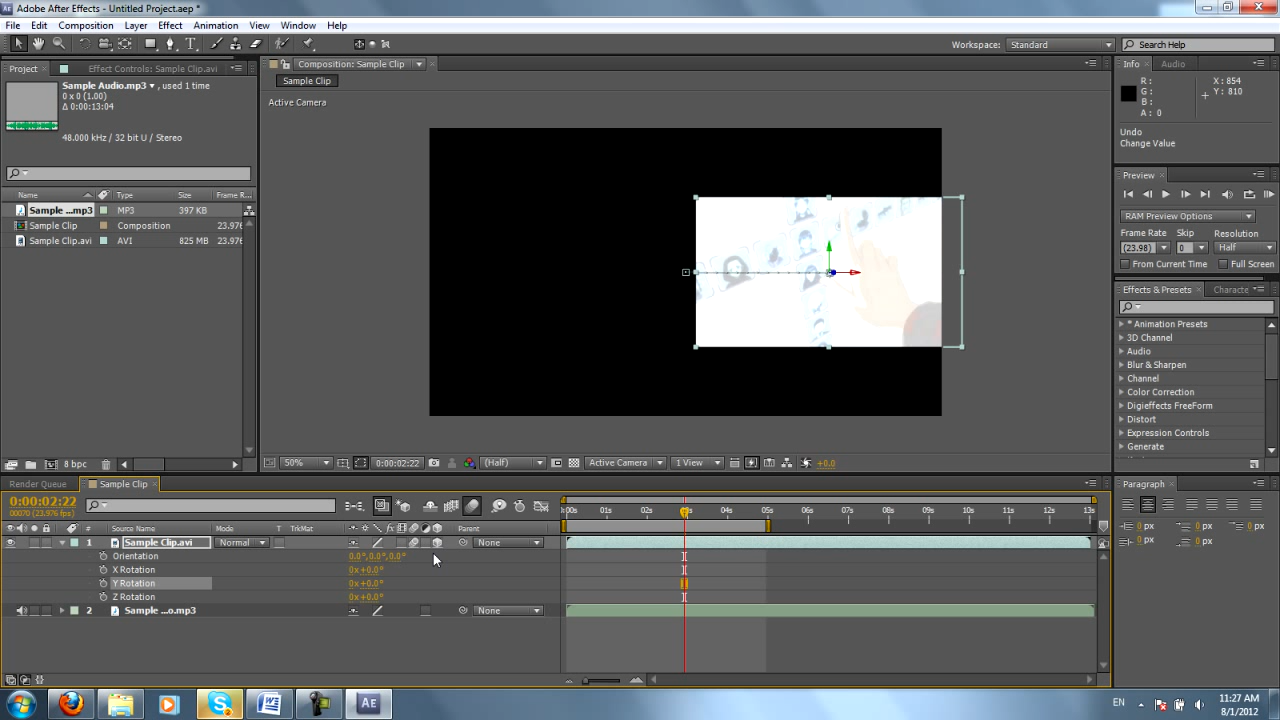 Adobe After Effects - Untitled Project.aep *
File Edit Composition Layer Effect Animation View Window Help
Workspace: Standard Search Help
Project Effect Controls: Sample Clip.avi
Composition: Sample Clip
Info Audio
Sample Audio.mp3 , used 1 time
0 x 0 (1.00)
Δ 0:00:13:04
48.000 kHz / 32 bit U / Stereo
Sample Clip
Active Camera
R :
G :
B :
A : 0
X : 854
Y : 810
Undo
Change Value
Preview
RAM Preview Options
Frame Rate Skip Resolution
(23.98) 0 Half
From Current Time Full Screen
Name Type Size Frame R...
Sample ...mp3 MP3 397 KB
Sample Clip Composition 23.976
Sample Clip.avi AVI 825 MB 23.976
Effects & Presets Characte
* Animation Presets
3D Channel
Audio
Blur & Sharpen
Channel
Color Correction
Digieffects FreeForm
Distort
Expression Controls
Generate
8 bpc
50% 0:00:02:22 (Half) Active Camera 1 View +0.0
Render Queue Sample Clip
Paragraph
0:00:02:22
00070 (23.976 fps)
0:00s 01s 02s 03s 04s 05s 06s 07s 08s 09s 10s 11s 12s 13s
# Source Name Mode T TrkMat Parent
1 Sample Clip.avi Normal None
Orientation 0.0°,0.0°,0.0°
X Rotation 0x+0.0°
Y Rotation 0x+0.0°
Z Rotation 0x+0.0°
2 Sample ...o.mp3 None
0 px 0 px 0 px
0 px 0 px
W Ae
EN 11:27 AM
8/1/2012